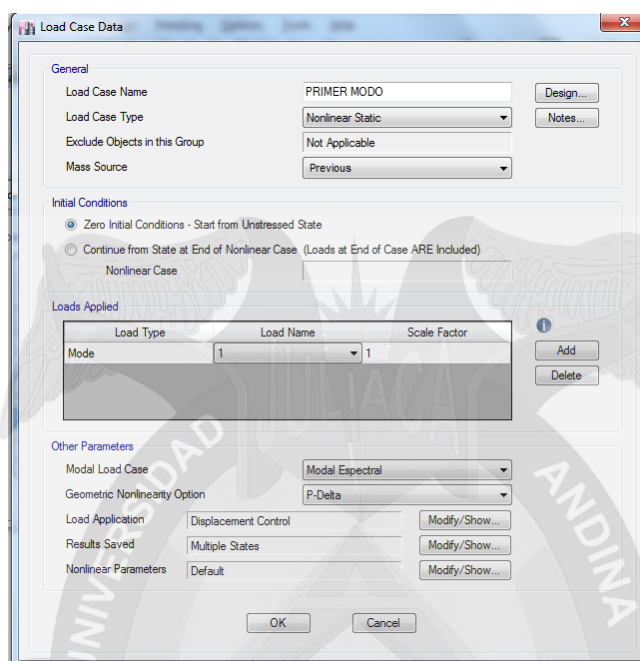 Load Case Data
General
Load Case Name PRIMER MODO Design...
Load Case Type Nonlinear Static Notes...
Exclude Objects in this Group Not Applicable
Mass Source Previous
Initial Conditions
Zero Initial Conditions - Start from Unstressed State
Continue from State at End of Nonlinear Case (Loads at End of Case ARE Included)
Nonlinear Case
Loads Applied
Load Type Load Name Scale Factor
Mode 1 1 Add
Delete
Other Parameters
Modal Load Case Modal Espectral
Geometric Nonlinearity Option P-Delta
Load Application Displacement Control Modify/Show...
Results Saved Multiple States Modify/Show...
Nonlinear Parameters Default Modify/Show...
OK Cancel
UNIVERSIDAD ANDINA
JULIACA